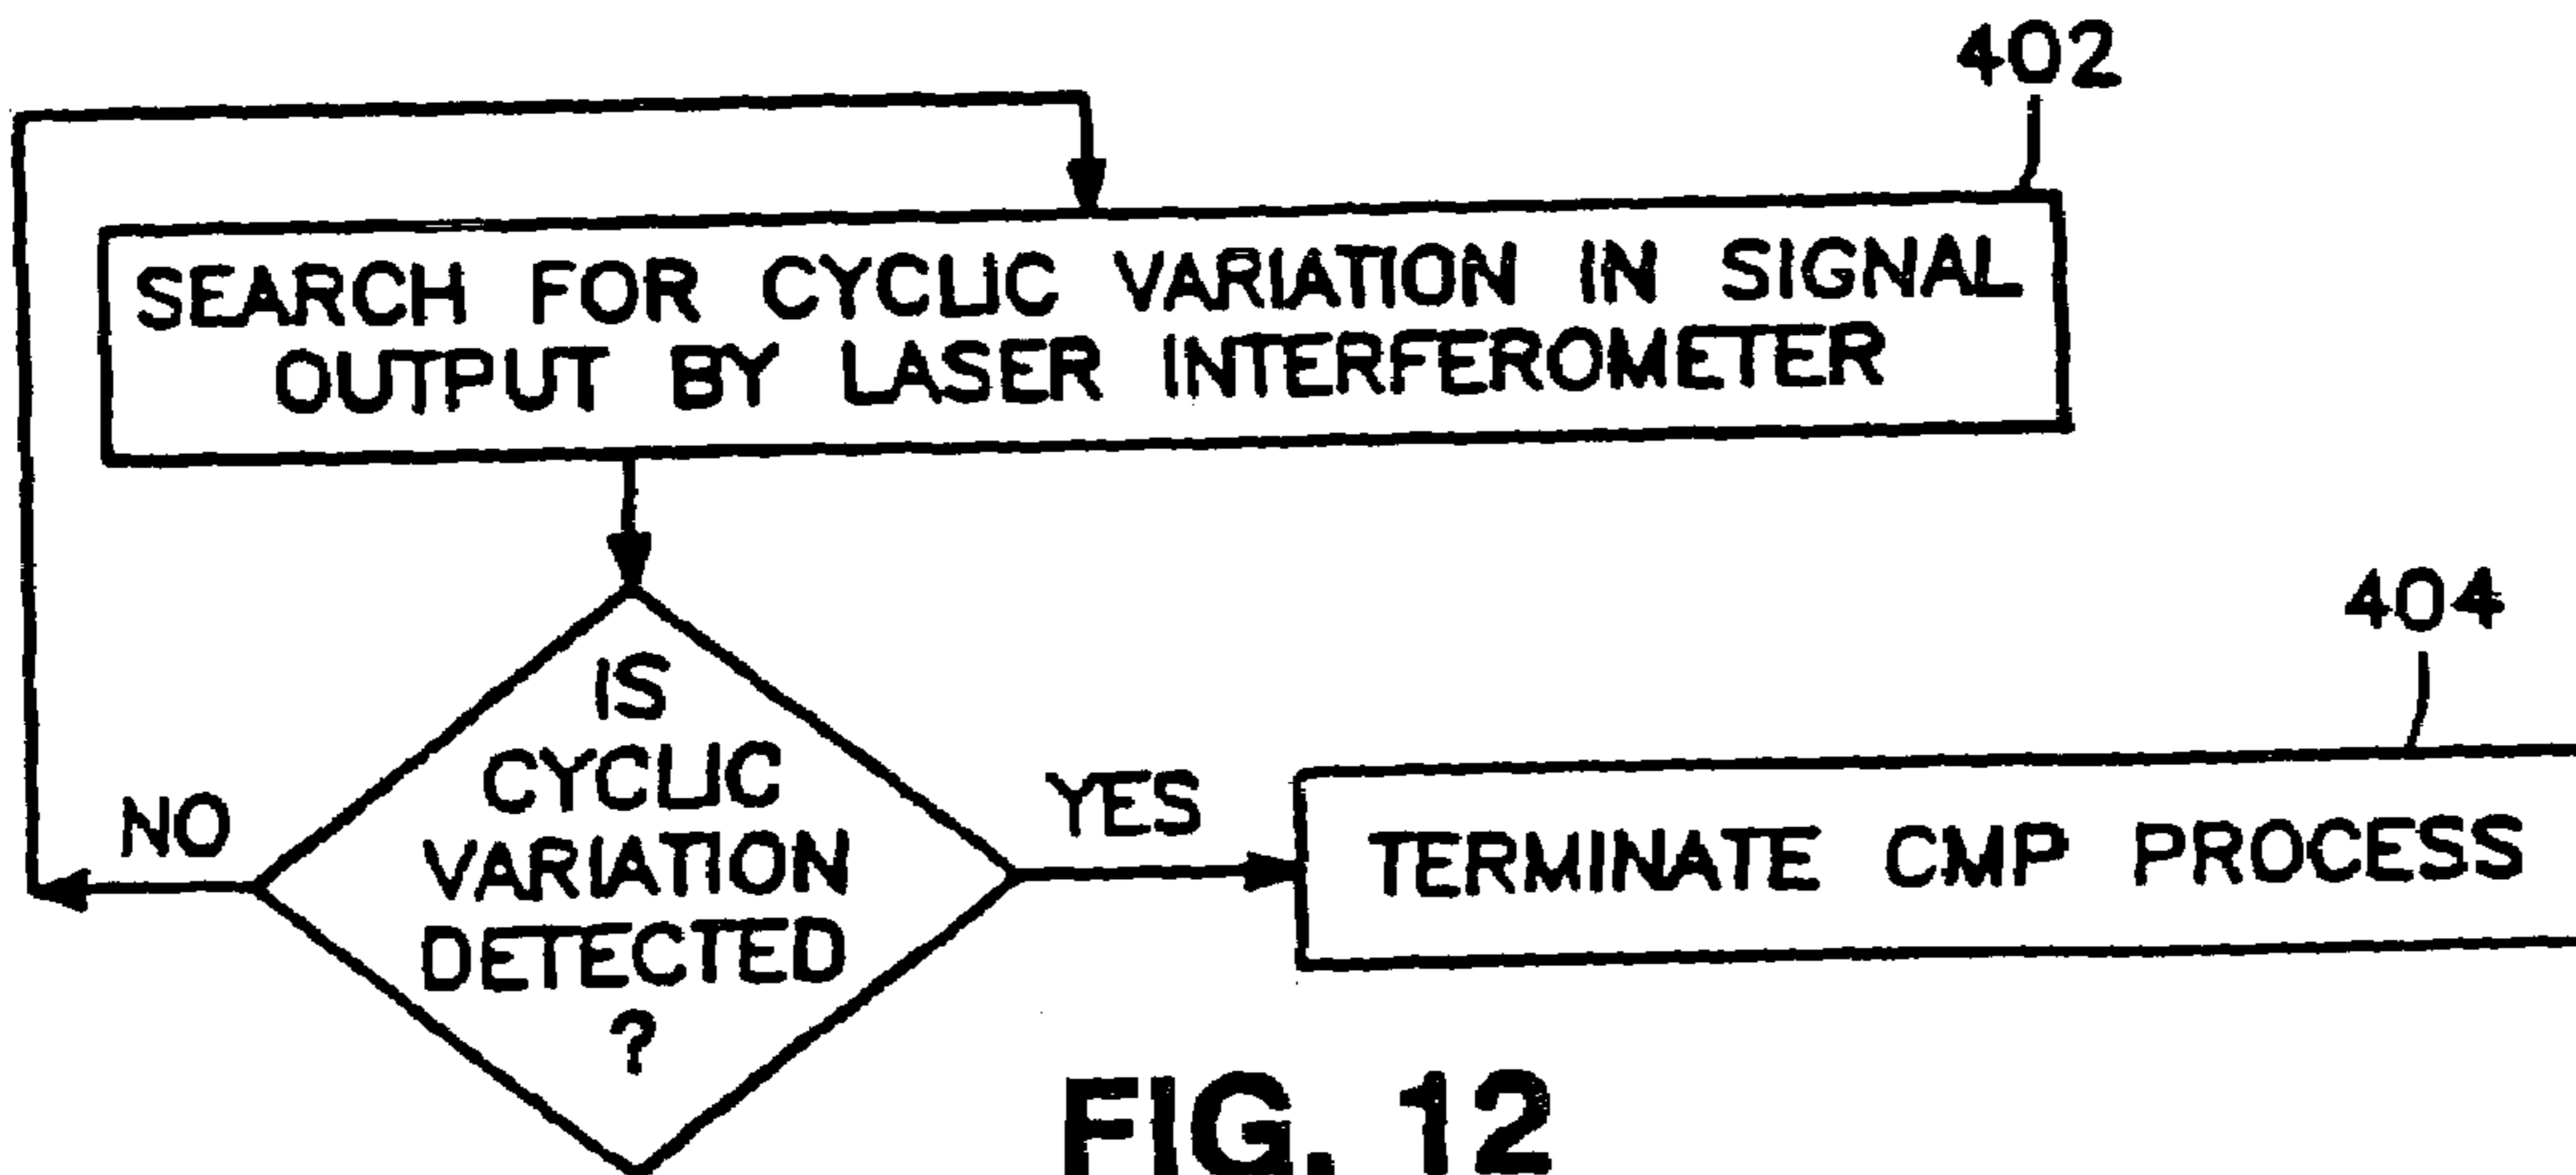 402
SEARCH FOR CYCLIC VARIATION IN SIGNAL
OUTPUT BY LASER INTERFEROMETER
404
IS
CYCLIC
VARIATION
DETECTED
?
NO
YES
TERMINATE CMP PROCESS
FIG. 12